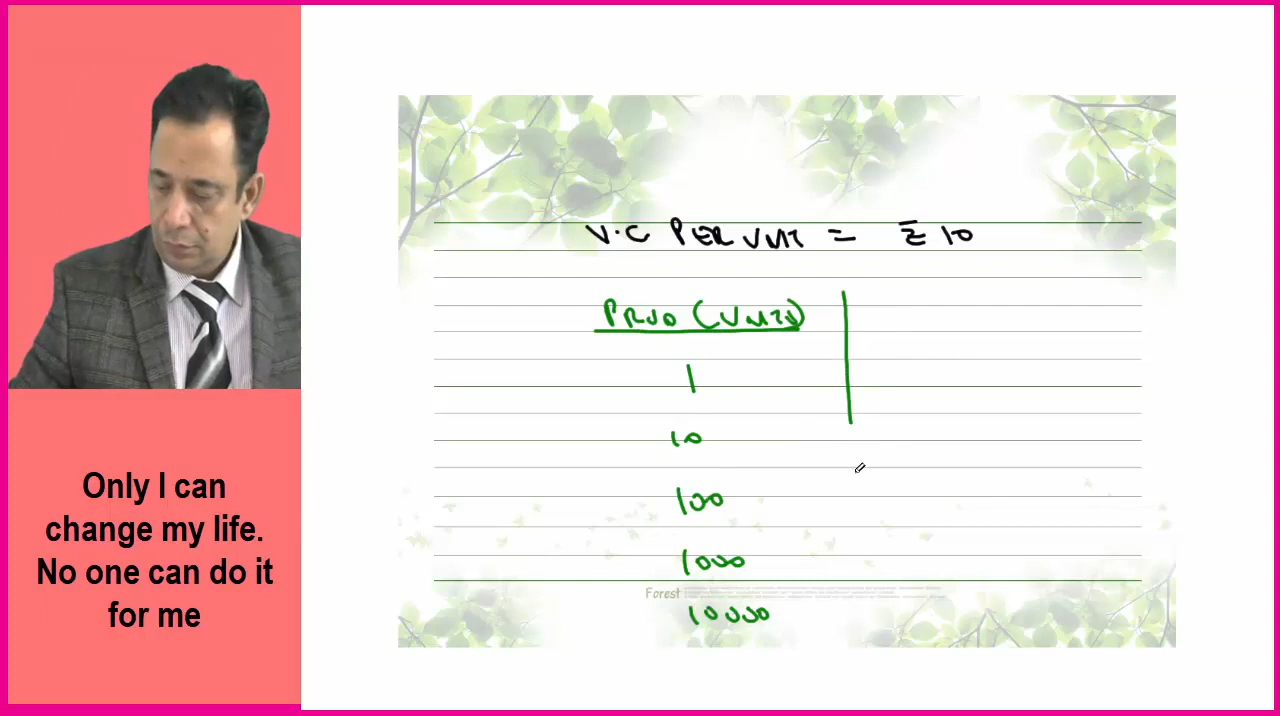 V.C PER UNIT = ₹ 10
PROD (UNITS)
1
10
100
1000
Forest
10000
Only I can
change my life.
No one can do it
for me